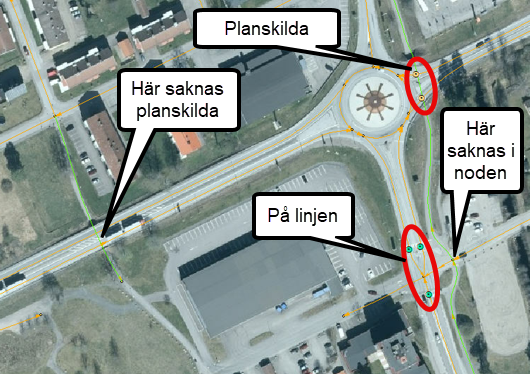 Planskilda
Här saknas
planskilda
Här
saknas i
noden
På linjen